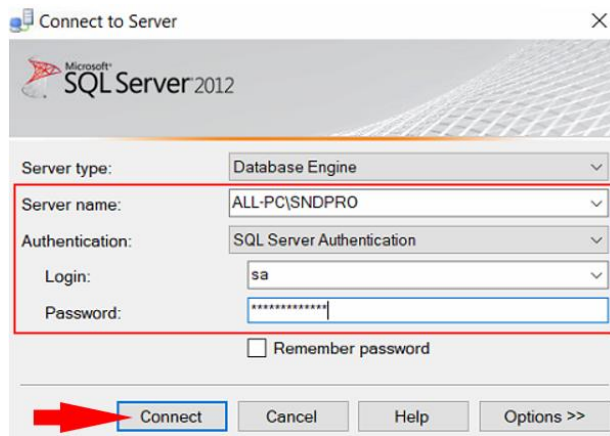 Connect to Server
Microsoft®
SQL Server 2012
Server type: Database Engine
Server name: ALL-PC\SNDPRO
Authentication: SQL Server Authentication
Login: sa
Password: *************
Remember password
Connect Cancel Help Options >>